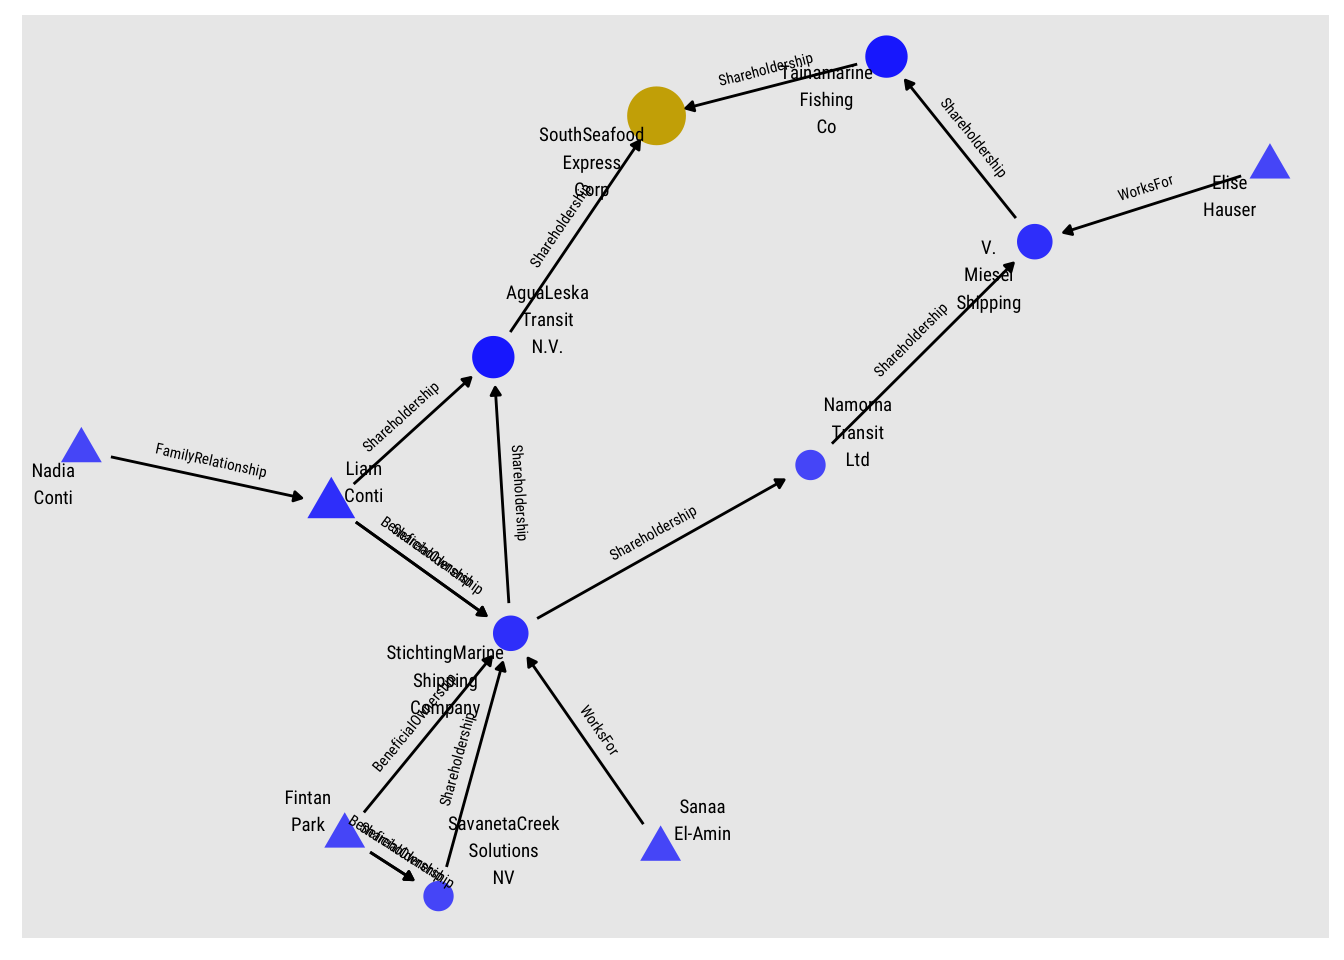 Shareholdership
Tainamarine
Fishing
Co
SouthSeafood
Express
Corp
Shareholdership
Shareholdership
WorksFor
Elise
Hauser
V.
Miesel
Shipping
AguaLeska
Transit
N.V.
Shareholdership
Shareholdership
Namorna
Transit
Ltd
FamilyRelationship
Nadia
Conti
Liam
Conti
Shareholdership
BeneficialOwnership
Shareholdership
Shareholdership
StichtingMarine
Shipping
Company
BeneficialOwnership
Shareholdership
WorksFor
Fintan
Park
Sanaa
El-Amin
BeneficialOwnership
Shareholdership
SavanetaCreek
Solutions
NV